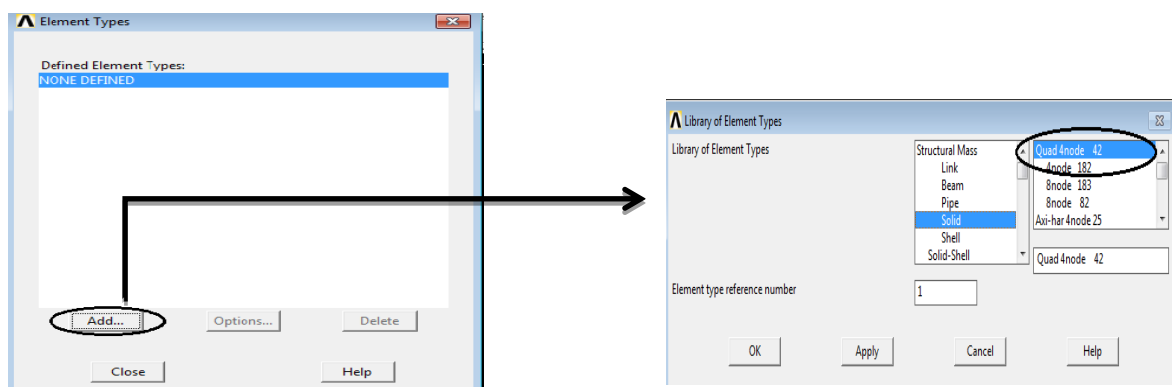 Element Types
Defined Element Types:
NONE DEFINED
Add...
Options...
Delete
Close
Help
Library of Element Types
Library of Element Types
Structural Mass
Link
Beam
Pipe
Solid
Shell
Solid-Shell
Quad 4node 42
4node 182
8node 183
8node 82
Axi-har 4node 25
Quad 4node 42
Element type reference number
1
OK
Apply
Cancel
Help